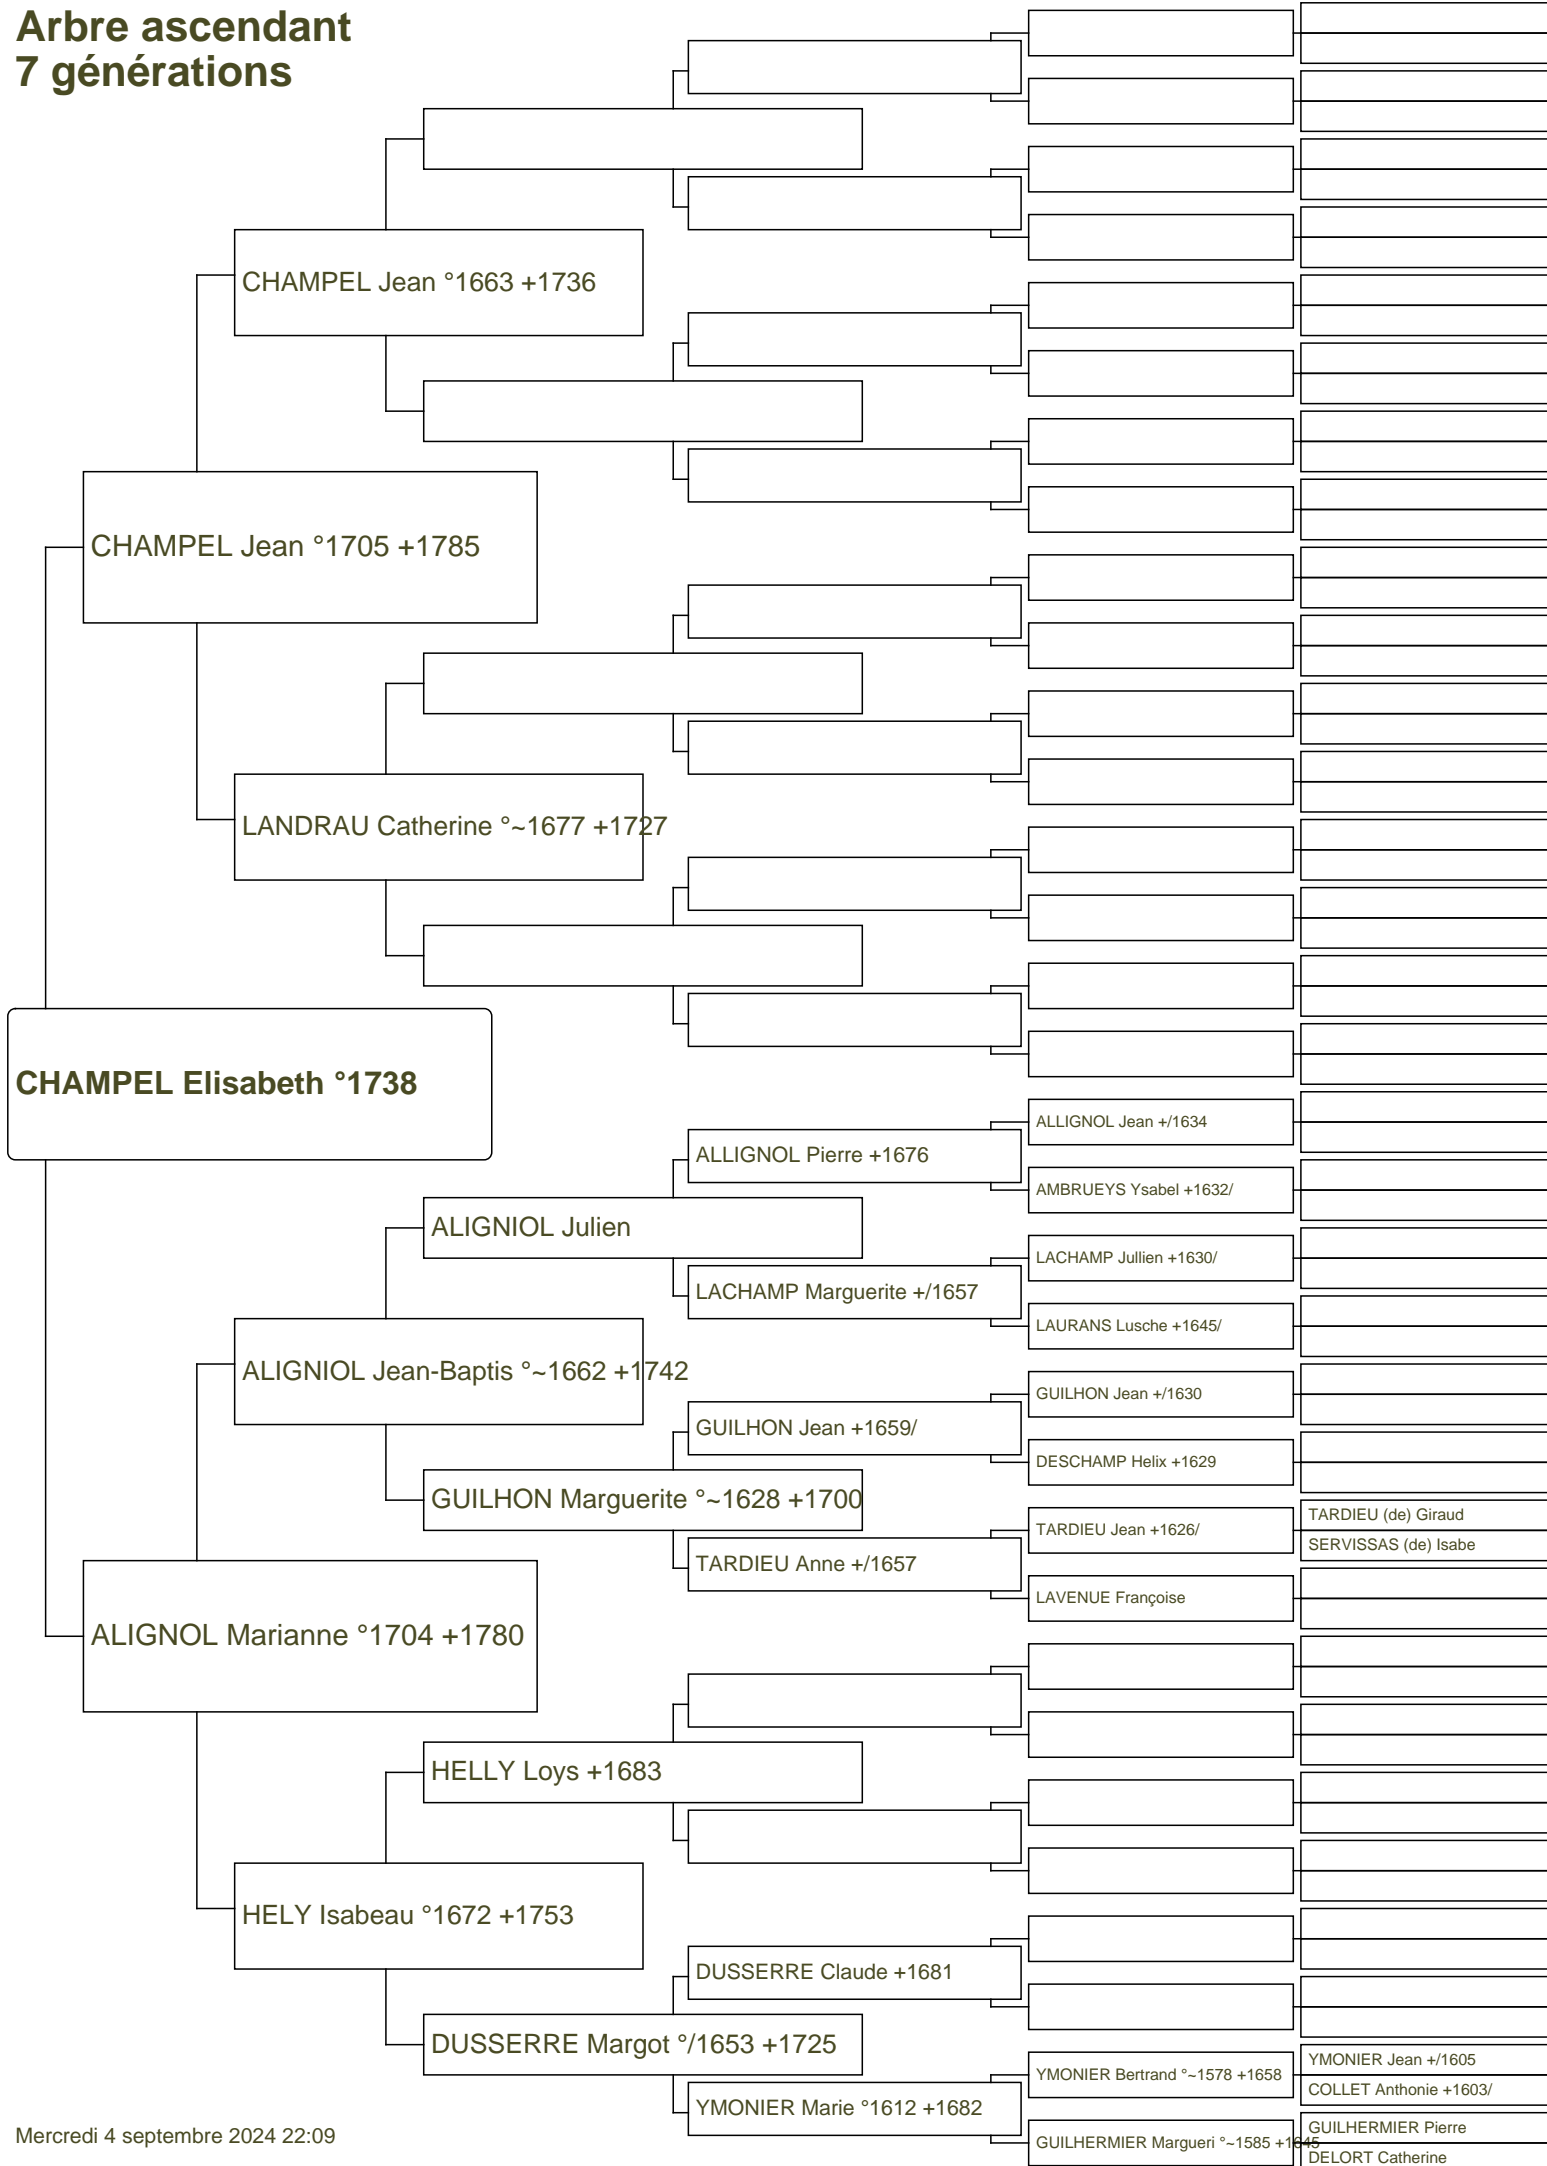 Arbre ascendant
7 générations
CHAMPEL Jean °1663 +1736
CHAMPEL Jean °1705 +1785
LANDRAU Catherine °~1677 +1727
CHAMPEL Elisabeth °1738
ALLIGNOL Jean +/1634
ALLIGNOL Pierre +1676
AMBRUEYS Ysabel +1632/
ALIGNIOL Julien
LACHAMP Jullien +1630/
LACHAMP Marguerite +/1657
LAURANS Lusche +1645/
ALIGNIOL Jean-Baptis °~1662 +1742
GUILHON Jean +/1630
GUILHON Jean +1659/
DESCHAMP Helix +1629
GUILHON Marguerite °~1628 +1700
TARDIEU (de) Giraud
TARDIEU Jean +1626/
SERVISSAS (de) Isabe
TARDIEU Anne +/1657
LAVENUE Françoise
ALIGNOL Marianne °1704 +1780
HELLY Loys +1683
HELY Isabeau °1672 +1753
DUSSERRE Claude +1681
DUSSERRE Margot °/1653 +1725
YMONIER Jean +/1605
YMONIER Bertrand °~1578 +1658
COLLET Anthonie +1603/
YMONIER Marie °1612 +1682
GUILHERMIER Pierre
GUILHERMIER Margueri °~1585 +1645
DELORT Catherine
Mercredi 4 septembre 2024 22:09